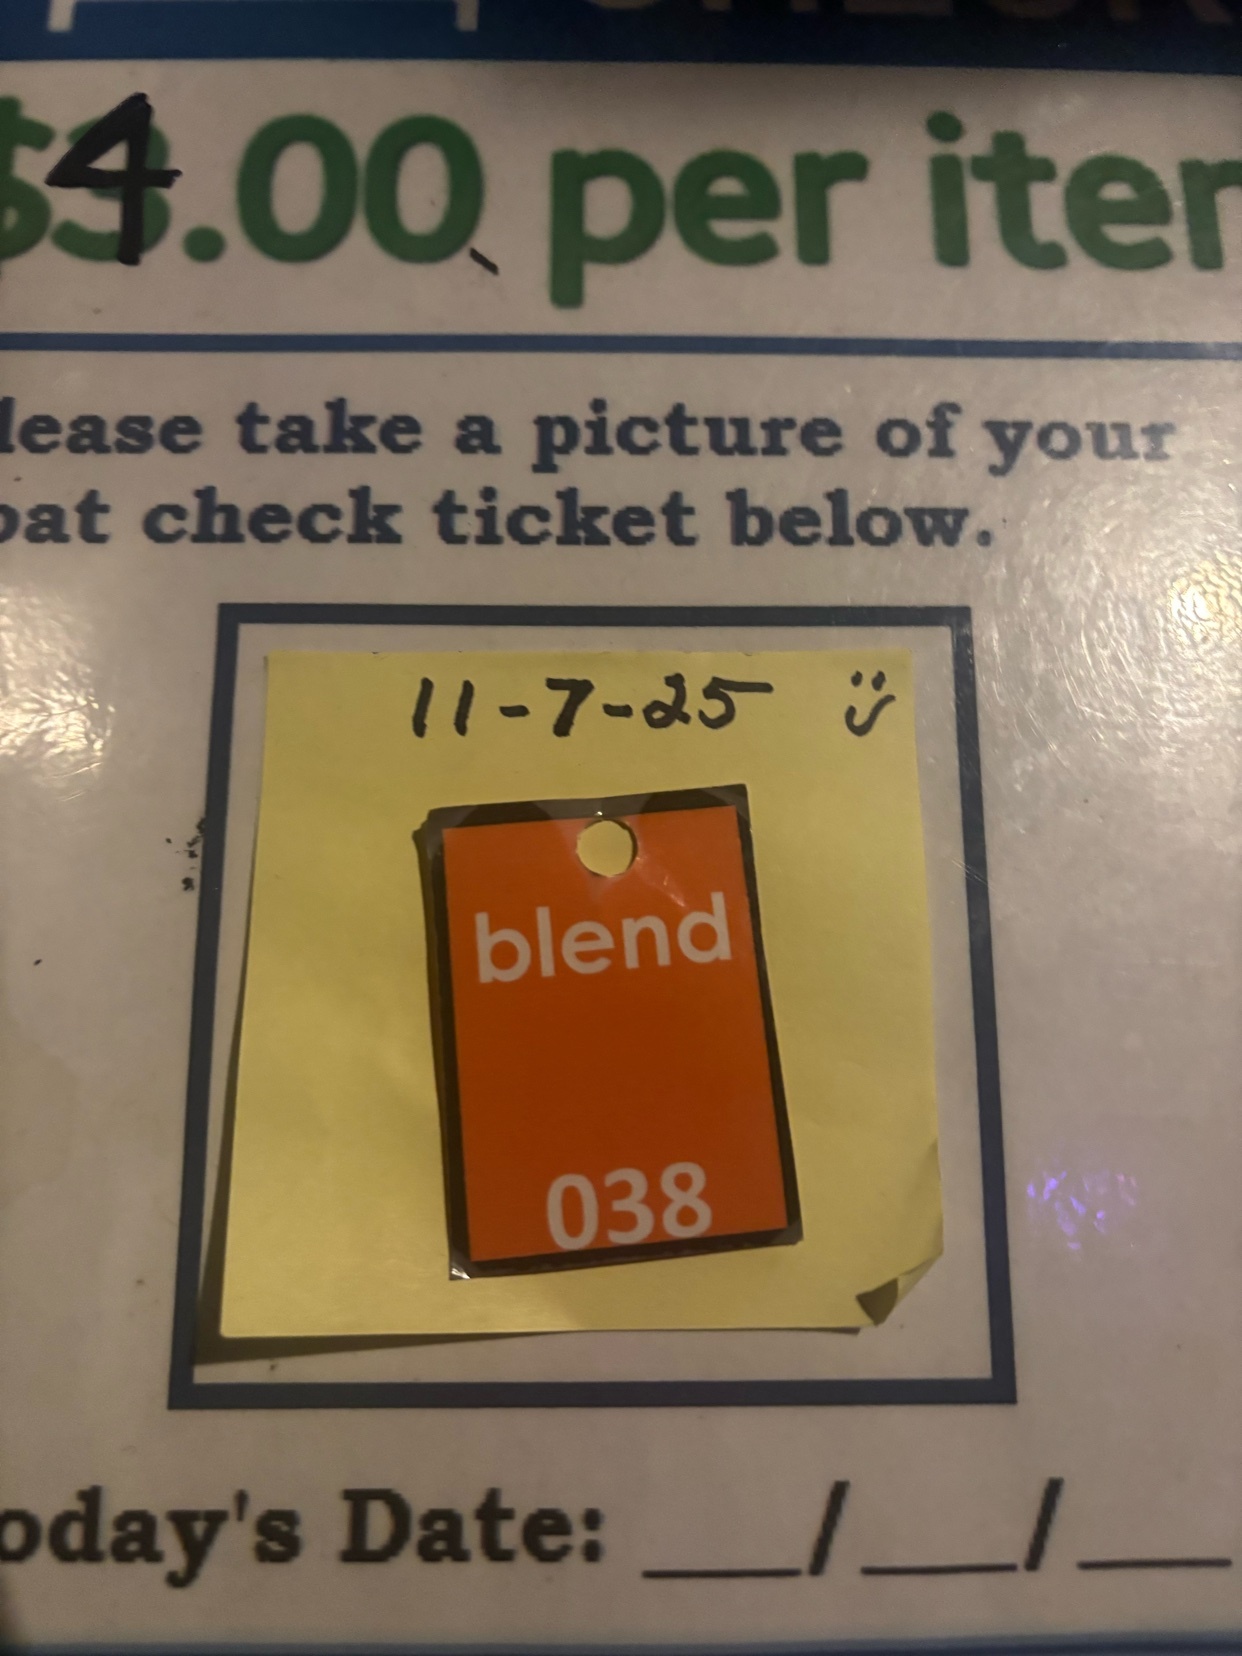 $4.00 per item
lease take a picture of your
oat check ticket below.
11-7-25
blend
038
oday's Date: __/__/__